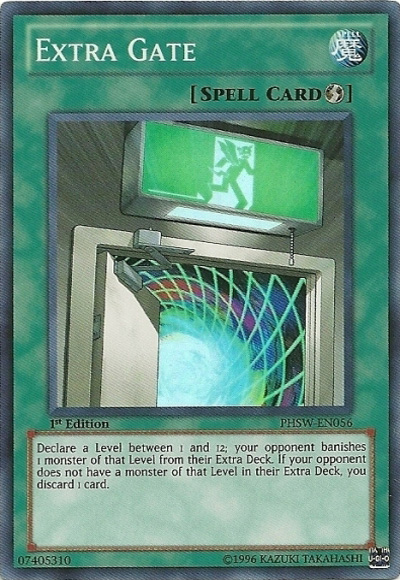 EXTRA GATE
魔
[SPELL CARD]
1st Edition
PHSW-EN056
Declare a Level between 1 and 12; your opponent banishes
1 monster of that Level from their Extra Deck. If your opponent
does not have a monster of that Level in their Extra Deck, you
discard 1 card.
07405310
©1996 KAZUKI TAKAHASHI